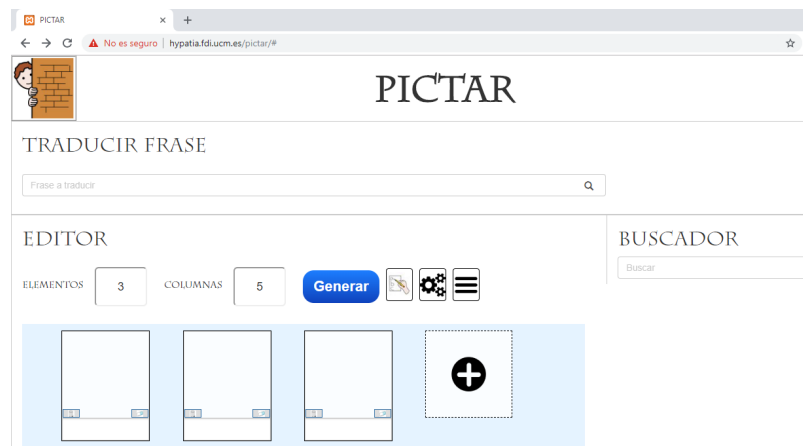 PICTAR
No es seguro | hypatia.fdi.ucm.es/pictar/#
PICTAR
TRADUCIR FRASE
Frase a traducir
EDITOR
BUSCADOR
Buscar
ELEMENTOS 3 COLUMNAS 5 Generar